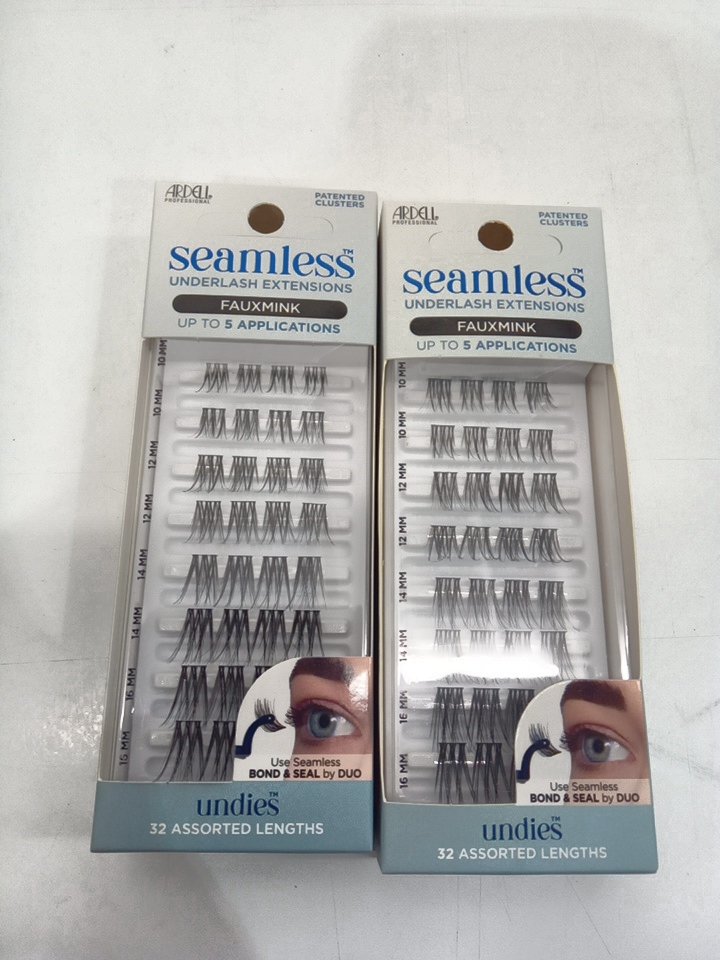 ARDELL
PROFESSIONAL
PATENTED
CLUSTERS
seamless™
UNDERLASH EXTENSIONS
FAUXMINK
UP TO 5 APPLICATIONS
10 MM
10 MM
12 MM
12 MM
14 MM
14 MM
16 MM
16 MM
Use Seamless
BOND & SEAL by DUO
undies™
32 ASSORTED LENGTHS
ARDELL
PROFESSIONAL
PATENTED
CLUSTERS
seamless™
UNDERLASH EXTENSIONS
FAUXMINK
UP TO 5 APPLICATIONS
10 MM
10 MM
12 MM
12 MM
14 MM
14 MM
16 MM
16 MM
Use Seamless
BOND & SEAL by DUO
undies™
32 ASSORTED LENGTHS